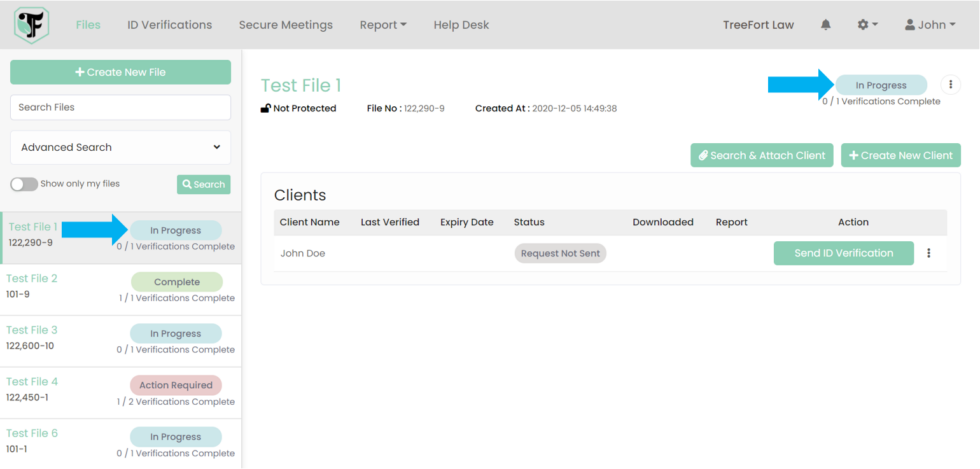 Files ID Verifications Secure Meetings Report Help Desk TreeFort Law John
Create New File
Search Files
Advanced Search
Show only my files Search
Test File 1 In Progress
122,290-9 0 / 1 Verifications Complete
Test File 2 Complete
101-9 1 / 1 Verifications Complete
Test File 3 In Progress
122,600-10 0 / 1 Verifications Complete
Test File 4 Action Required
122,450-1 1 / 2 Verifications Complete
Test File 6 In Progress
101-1 0 / 1 Verifications Complete
Test File 1 In Progress
0 / 1 Verifications Complete
Not Protected File No : 122,290-9 Created At : 2020-12-05 14:49:38
Search & Attach Client Create New Client
Clients
Client Name Last Verified Expiry Date Status Downloaded Report Action
John Doe Request Not Sent Send ID Verification